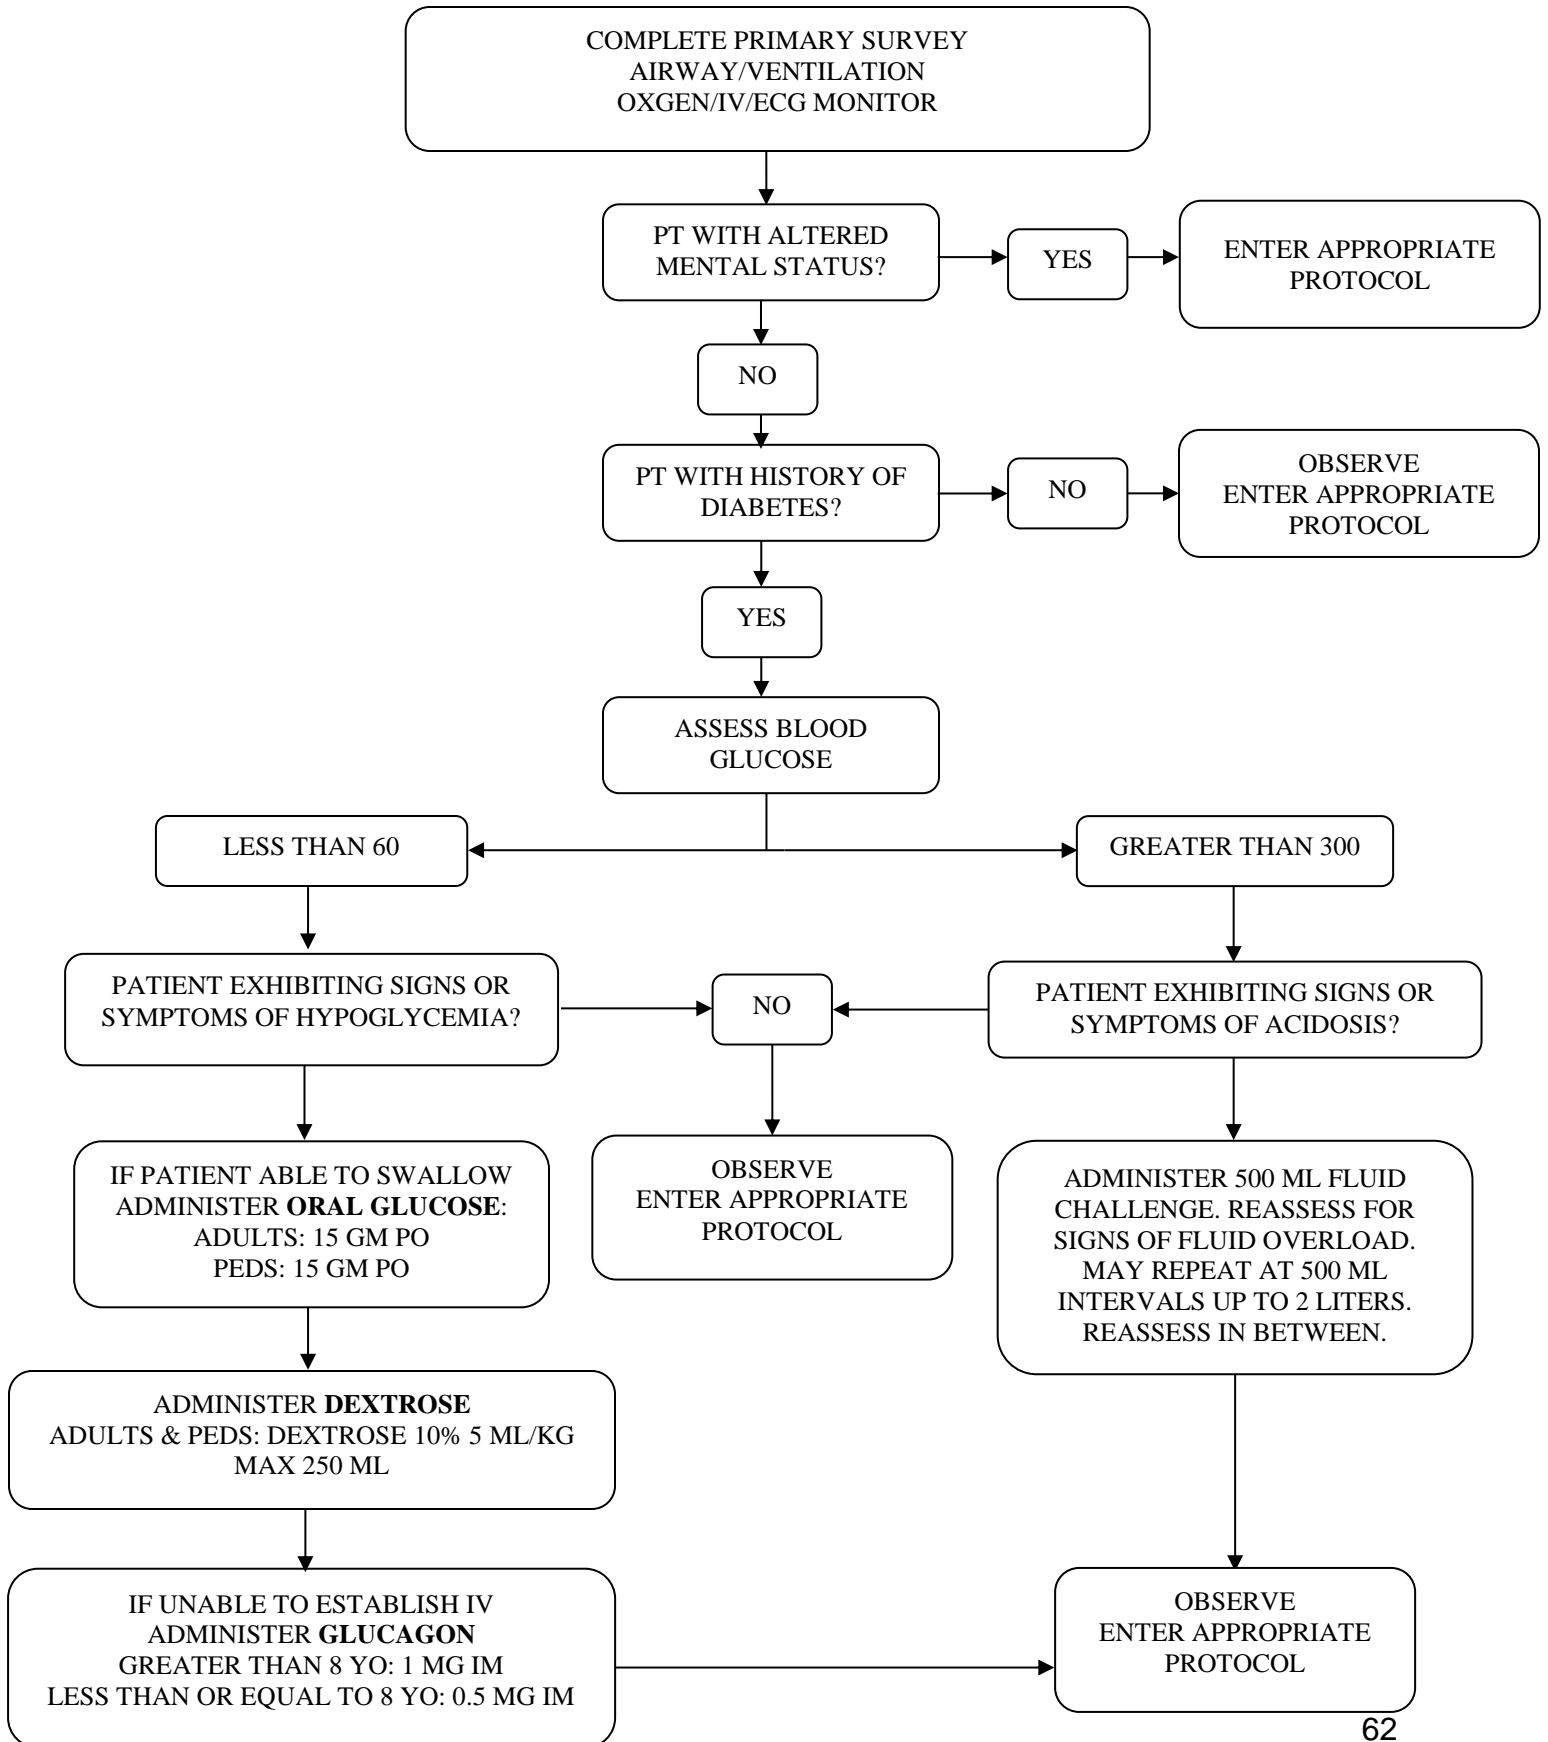 COMPLETE PRIMARY SURVEY
AIRWAY/VENTILATION
OXGEN/IV/ECG MONITOR
PT WITH ALTERED
MENTAL STATUS?
YES
ENTER APPROPRIATE
PROTOCOL
NO
PT WITH HISTORY OF
DIABETES?
NO
OBSERVE
ENTER APPROPRIATE
PROTOCOL
YES
ASSESS BLOOD
GLUCOSE
LESS THAN 60
GREATER THAN 300
PATIENT EXHIBITING SIGNS OR
SYMPTOMS OF HYPOGLYCEMIA?
NO
PATIENT EXHIBITING SIGNS OR
SYMPTOMS OF ACIDOSIS?
IF PATIENT ABLE TO SWALLOW
ADMINISTER ORAL GLUCOSE:
ADULTS: 15 GM PO
PEDS: 15 GM PO
OBSERVE
ENTER APPROPRIATE
PROTOCOL
ADMINISTER 500 ML FLUID
CHALLENGE. REASSESS FOR
SIGNS OF FLUID OVERLOAD.
MAY REPEAT AT 500 ML
INTERVALS UP TO 2 LITERS.
REASSESS IN BETWEEN.
ADMINISTER DEXTROSE
ADULTS & PEDS: DEXTROSE 10% 5 ML/KG
MAX 250 ML
IF UNABLE TO ESTABLISH IV
ADMINISTER GLUCAGON
GREATER THAN 8 YO: 1 MG IM
LESS THAN OR EQUAL TO 8 YO: 0.5 MG IM
OBSERVE
ENTER APPROPRIATE
PROTOCOL
62